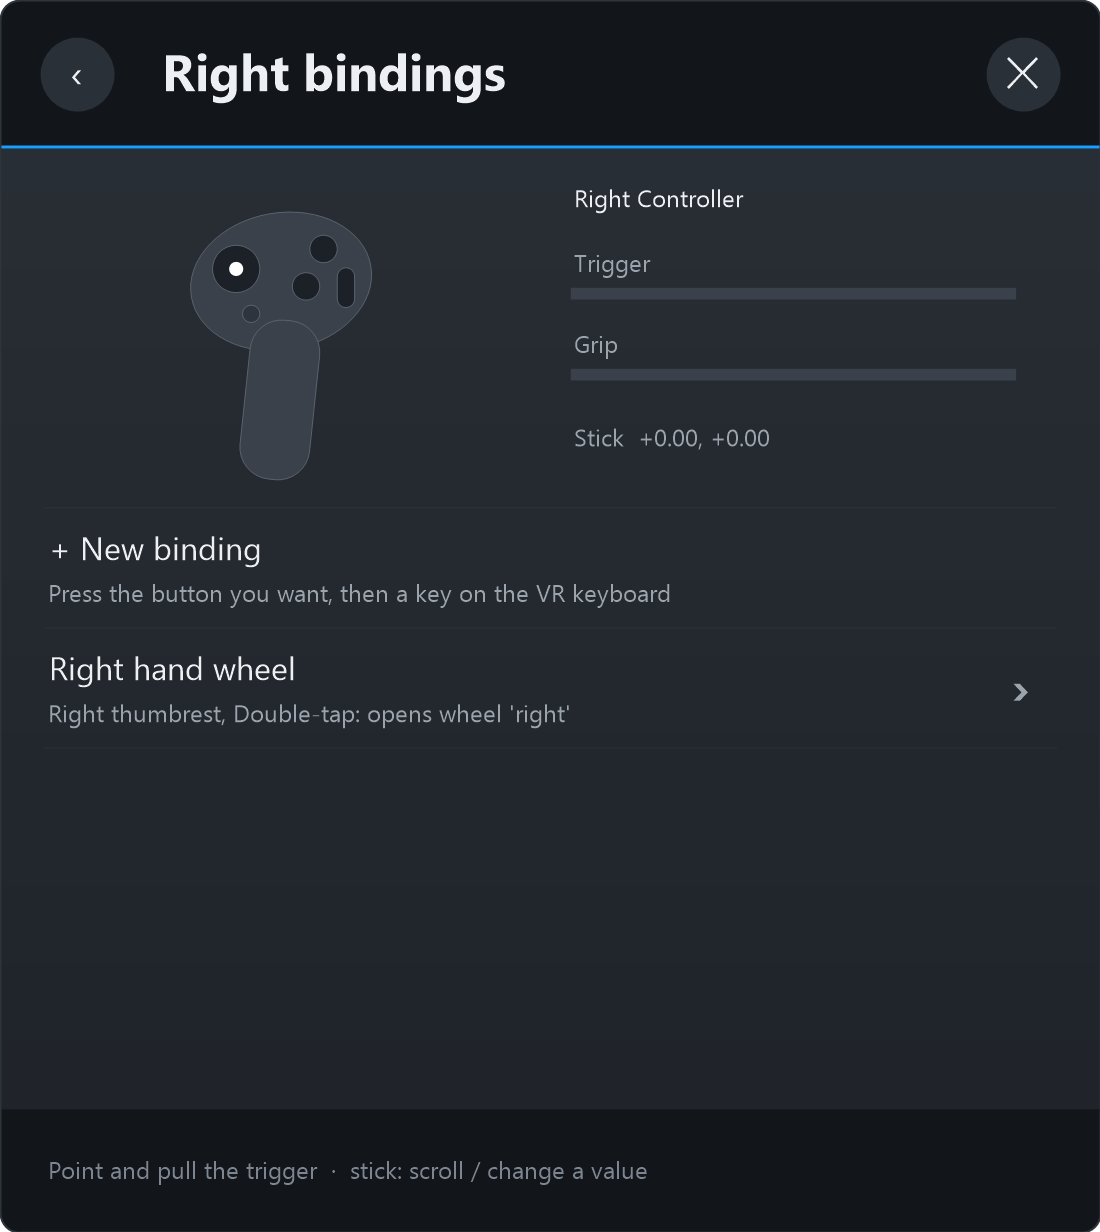 ‹ Right bindings
Right Controller
Trigger
Grip
Stick +0.00, +0.00
+ New binding
Press the button you want, then a key on the VR keyboard
Right hand wheel
Right thumbrest, Double-tap: opens wheel 'right'
Point and pull the trigger · stick: scroll / change a value